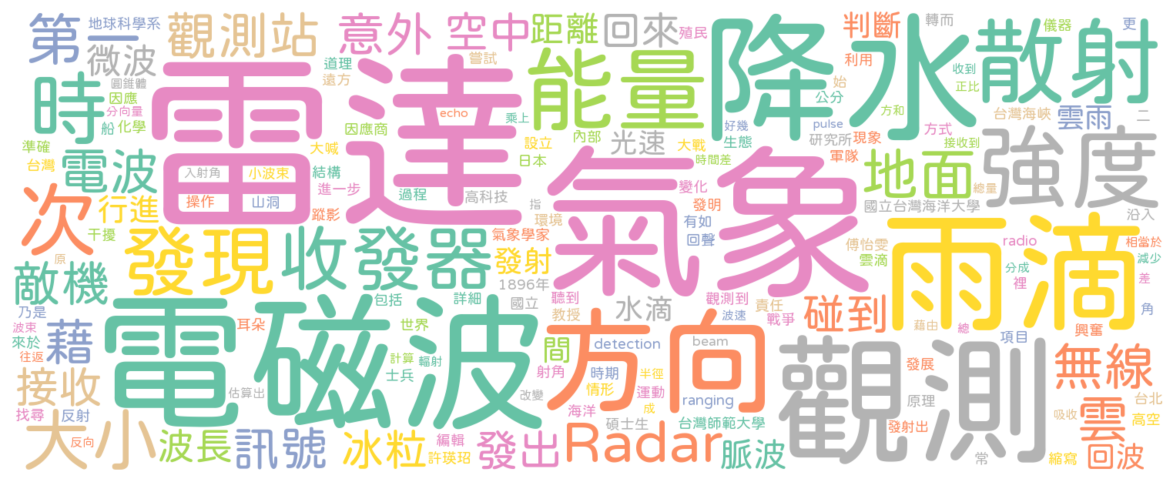 第一
地球科學系
觀測站
意外
空中
距離
回來
殖民
判斷
轉而
儀器
更
微波
圓錐體
因應
分向量
船
化學
時
道理
遠方
嘗試
雷達
echo
因應商
乘上
能量
降水
散射
利用
始
公分
收到
正比
方和
台灣海峽
雲雨
二
準確
台灣
電波
入射角
小波束
結構
進一步
操作
山洞
過程
高科技
設立
日本
內部
光速
大戰
時間差
好幾
生態
pulse
研究所
現象
方式
軍隊
接收到
地面
強度
次
行進
干擾
蹤影
指
環境
氣象
變化
發明
有如
回聲
國立台灣海洋大學
總量
沿入
原
發現
收發器
氣象學家
發射
1896年
傅怡雯
雲滴
雨滴
radio
分成
裡
相當於
減少
差
角
敵機
乃是
波束
來於
往返
藉
耳朵
電磁波
包括
詳細
國立
聽到
教授
水滴
觀測到
波速
責任
戰爭
碰到
藉由
總
項目
興奮
世界
計算
輻射
士兵
方向
間
射角
detection
時期
半徑
情形
運動
成
beam
ranging
觀測
發展
原理
發射出
無線
台北
高空
吸收
雲
接收
找尋
反射
估算出
改變
海洋
碩士生
台灣師範大學
大小
反向
波長
訊號
冰粒
編輯
許瑛玿
發出
Radar
脈波
常
縮寫
回波